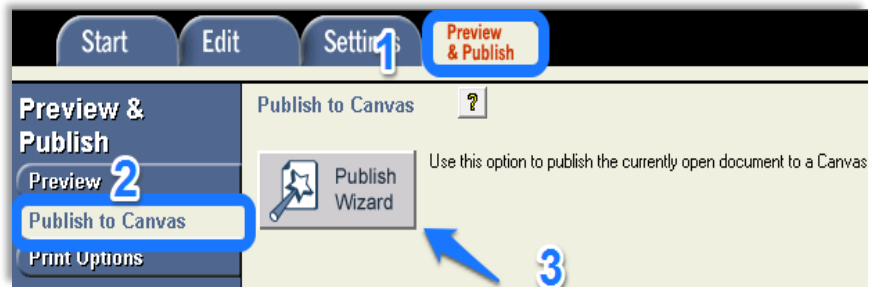 Start
Edit
Settings
1
Preview
& Publish
Preview &
Publish
Preview
2
Publish to Canvas
Print Options
Publish to Canvas
?
Publish
Wizard
Use this option to publish the currently open document to a Canvas
3